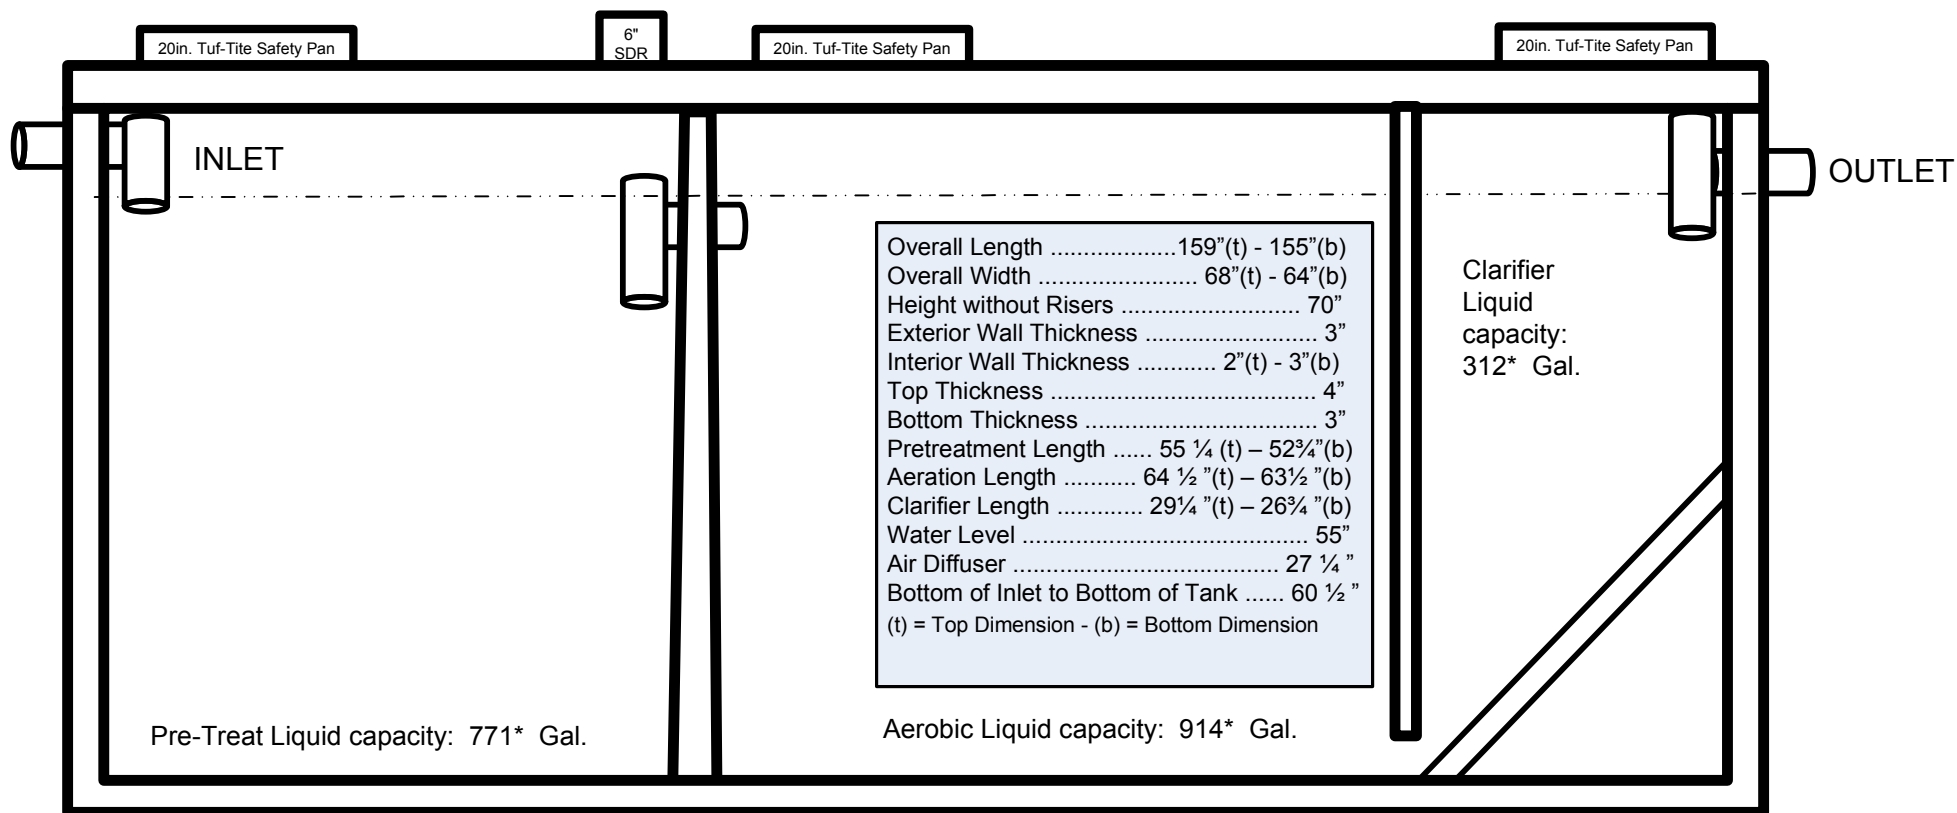 20in. Tuf-Tite Safety Pan
6"
SDR
20in. Tuf-Tite Safety Pan
20in. Tuf-Tite Safety Pan
INLET
OUTLET
Overall Length ...................159”(t) - 155”(b)
Overall Width ........................ 68”(t) - 64”(b)
Height without Risers ........................... 70”
Exterior Wall Thickness .......................... 3”
Interior Wall Thickness ............ 2”(t) - 3”(b)
Top Thickness ........................................ 4”
Bottom Thickness ................................... 3”
Pretreatment Length ...... 55 ¼ (t) – 52¾”(b)
Aeration Length ........... 64 ½ ”(t) – 63½ ”(b)
Clarifier Length ............. 29¼ ”(t) – 26¾ ”(b)
Water Level ........................................... 55”
Air Diffuser ........................................ 27 ¼ ”
Bottom of Inlet to Bottom of Tank ...... 60 ½ ”
(t) = Top Dimension - (b) = Bottom Dimension
Clarifier
Liquid
capacity:
312* Gal.
Pre-Treat Liquid capacity: 771* Gal.
Aerobic Liquid capacity: 914* Gal.